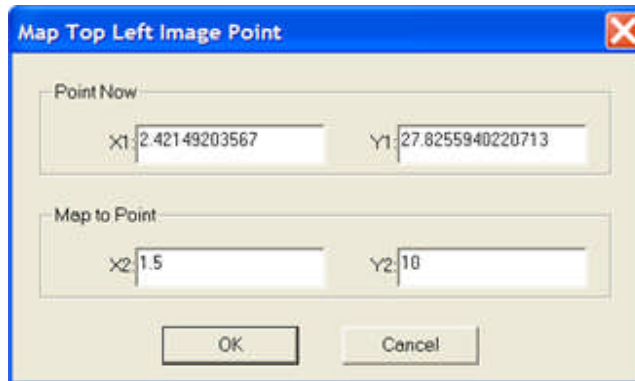 Map Top Left Image Point
Point Now
X1: 2.42149203567 Y1: 27.8255940220713
Map to Point
X2: 1.5 Y2: 10
OK Cancel